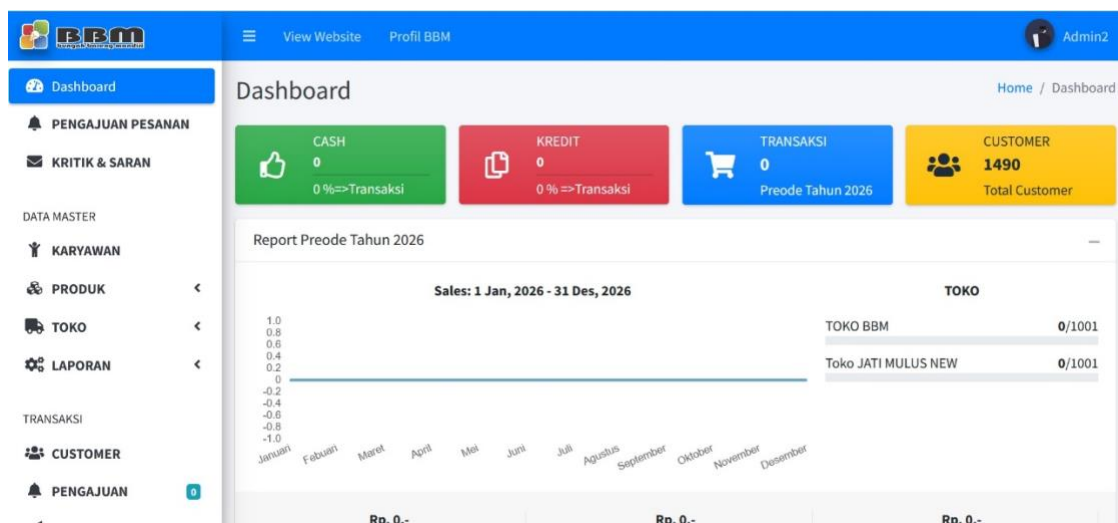 BBM
View Website Profil BBM Admin2
Dashboard
PENGAJUAN PESANAN
KRITIK & SARAN
DATA MASTER
KARYAWAN
PRODUK
TOKO
LAPORAN
TRANSAKSI
CUSTOMER
PENGAJUAN 0
Dashboard
Home / Dashboard
CASH
0
0 %=>Transaksi
KREDIT
0
0 % =>Transaksi
TRANSAKSI
0
Preode Tahun 2026
CUSTOMER
1490
Total Customer
Report Preode Tahun 2026
Sales: 1 Jan, 2026 - 31 Des, 2026
1.0
0.8
0.6
0.4
0.2
0
-0.2
-0.4
-0.6
-0.8
-1.0
Januari Febuari Maret April Mei Juni Juli Agustus September Oktober November Desember
TOKO
TOKO BBM 0/1001
Toko JATI MULUS NEW 0/1001
Rp. 0,- Rp. 0,- Rp. 0,-